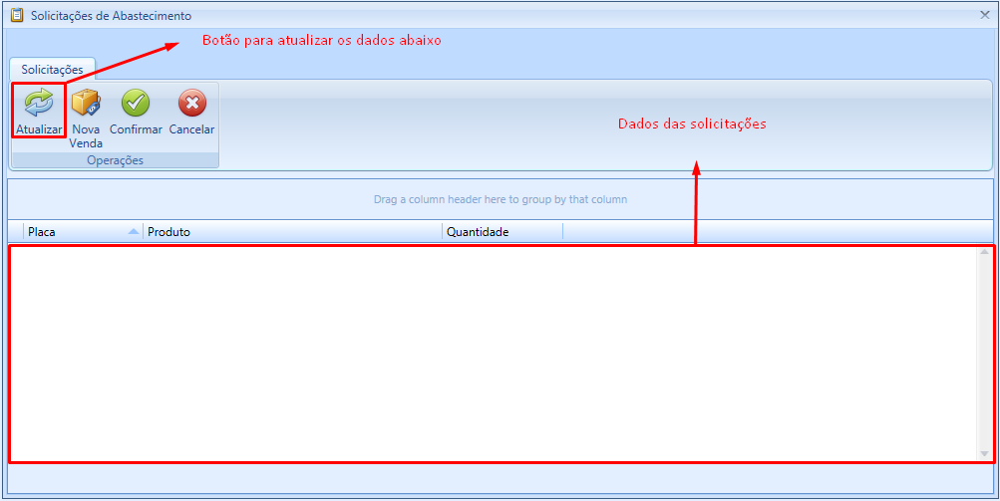 Solicitações de Abastecimento
Botão para atualizar os dados abaixo
Solicitações
Atualizar
Nova
Venda
Confirmar
Cancelar
Operações
Dados das solicitações
Drag a column header here to group by that column
Placa
Produto
Quantidade